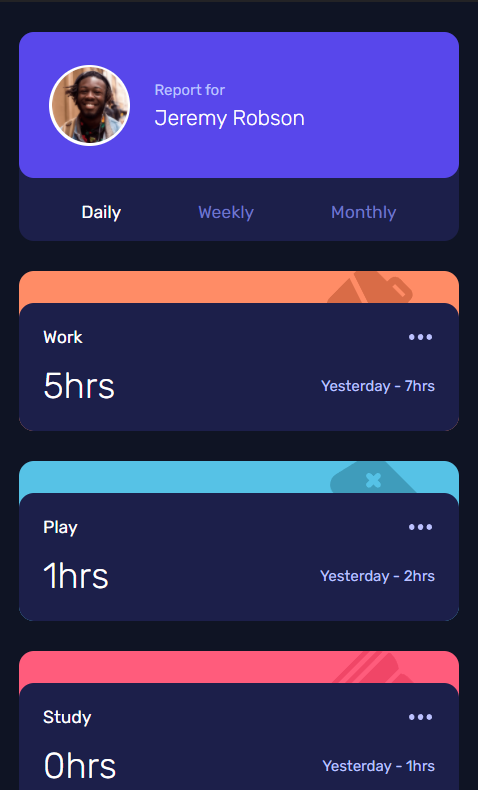 Report for
Jeremy Robson
Daily Weekly Monthly
Work
5hrs Yesterday - 7hrs
Play
1hrs Yesterday - 2hrs
Study
0hrs Yesterday - 1hrs